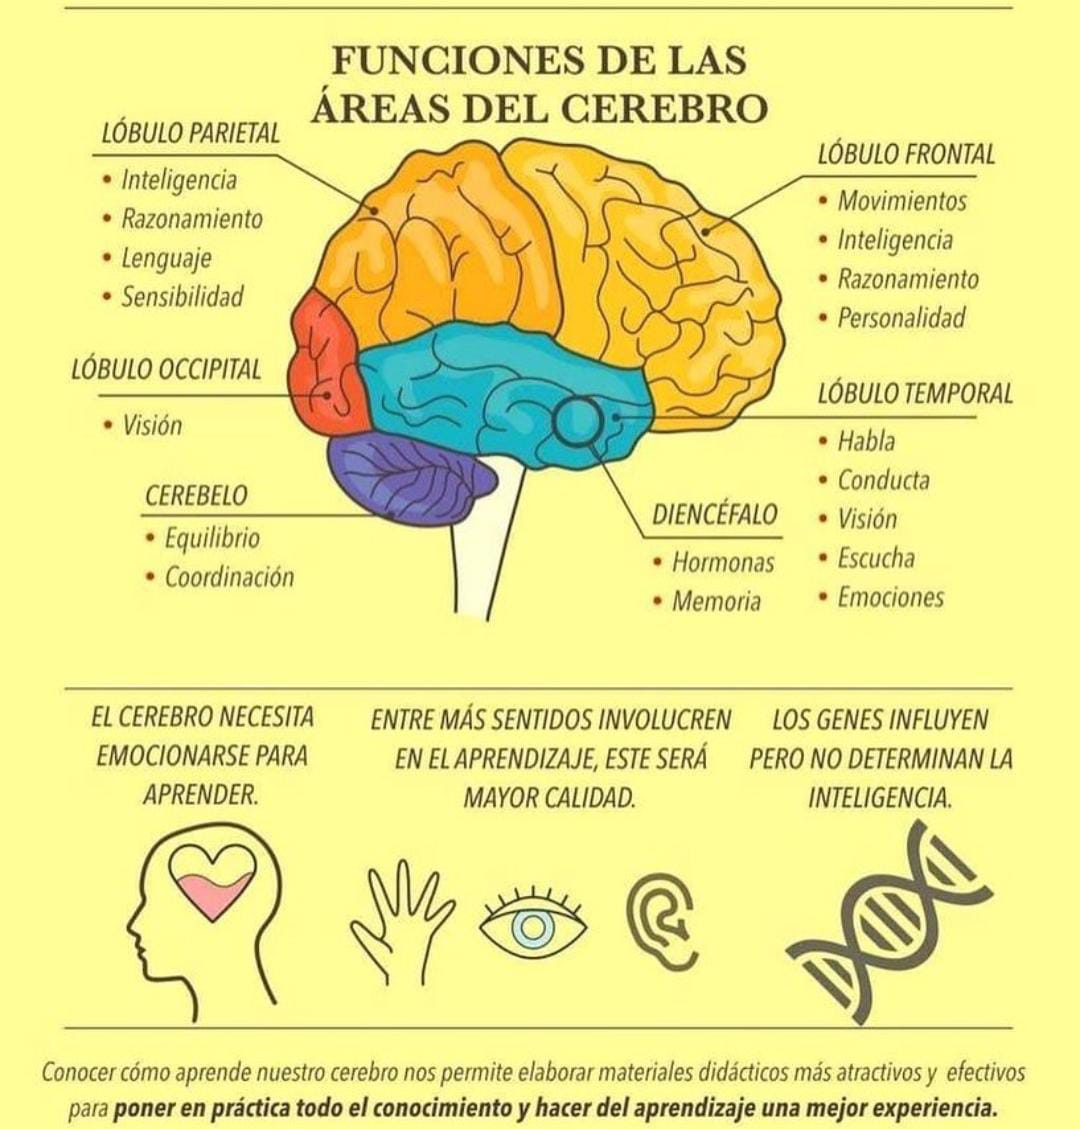 FUNCIONES DE LAS
ÁREAS DEL CEREBRO
LÓBULO PARIETAL
• Inteligencia
• Razonamiento
• Lenguaje
• Sensibilidad
LÓBULO OCCIPITAL
• Visión
CEREBELO
• Equilibrio
• Coordinación
LÓBULO FRONTAL
• Movimientos
• Inteligencia
• Razonamiento
• Personalidad
LÓBULO TEMPORAL
• Habla
• Conducta
• Visión
• Escucha
• Emociones
DIENCÉFALO
• Hormonas
• Memoria
EL CEREBRO NECESITA
EMOCIONARSE PARA
APRENDER.
ENTRE MÁS SENTIDOS INVOLUCREN
EN EL APRENDIZAJE, ESTE SERÁ
MAYOR CALIDAD.
LOS GENES INFLUYEN
PERO NO DETERMINAN LA
INTELIGENCIA.
Conocer cómo aprende nuestro cerebro nos permite elaborar materiales didácticos más atractivos y efectivos
para poner en práctica todo el conocimiento y hacer del aprendizaje una mejor experiencia.